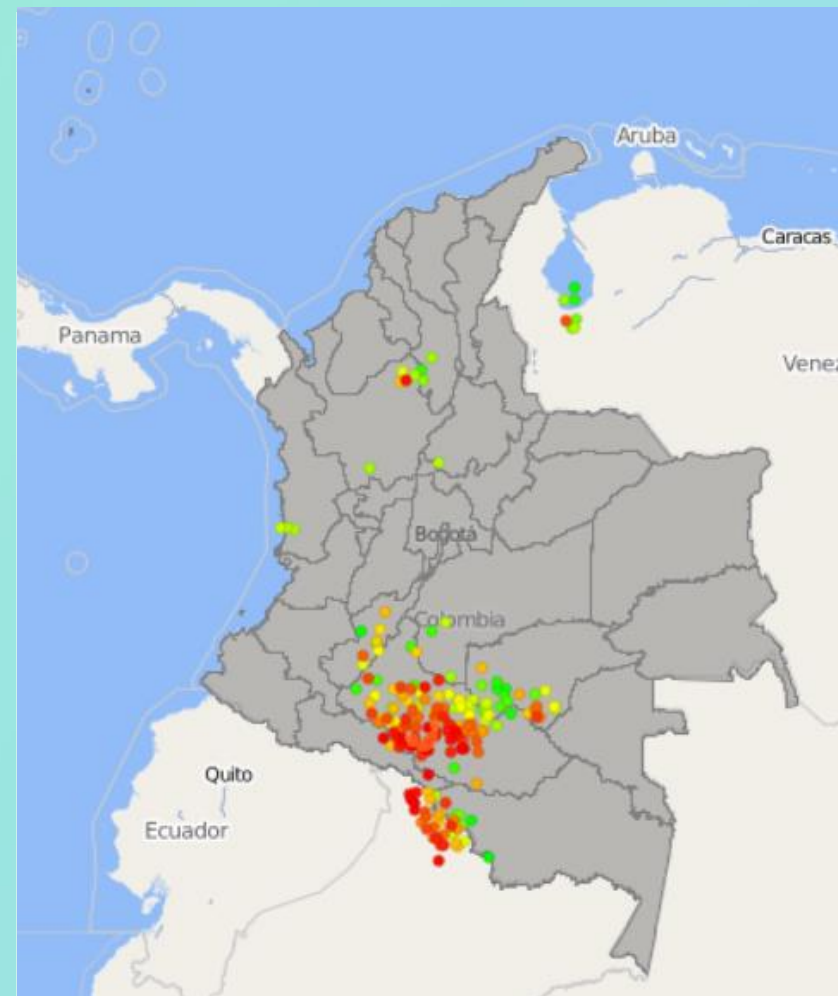 Aruba
Caracas
Panama
Venez
Bogotá
Colombia
Quito
Ecuador